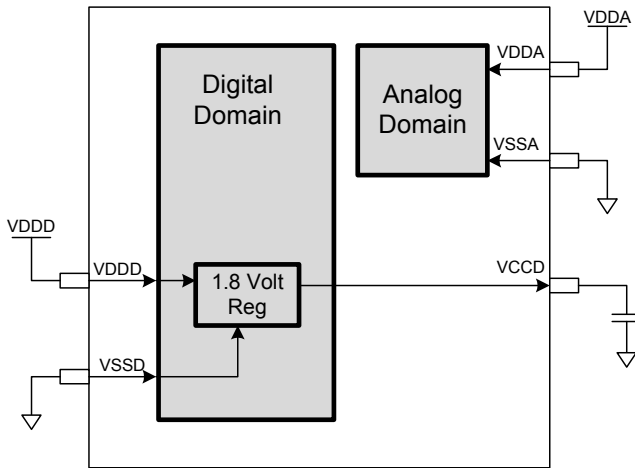 VDDA
VDDA
Digital
Domain
Analog
Domain
VSSA
VDDD
VDDD
1.8 Volt
Reg
VCCD
VSSD